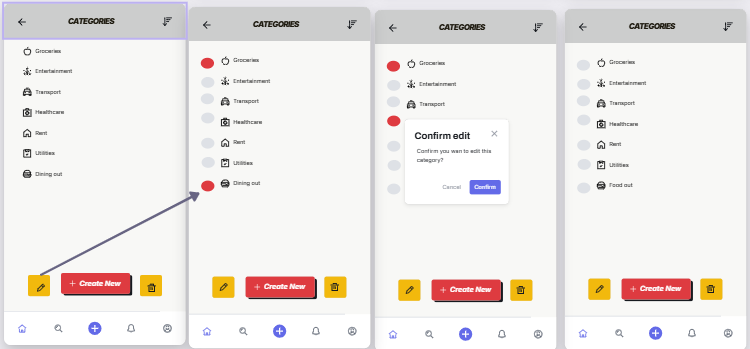 CATEGORIES
Groceries
Entertainment
Transport
Healthcare
Rent
Utilities
Dining out
+ Create New
CATEGORIES
Groceries
Entertainment
Transport
Healthcare
Rent
Utilities
Dining out
+ Create New
CATEGORIES
Groceries
Entertainment
Transport
Confirm edit
Confirm you wan to edit this
category?
Cancel
Confirm
+ Create New
CATEGORIES
Groceries
Entertainment
Transport
Healthcare
Rent
Utilities
Food out
+ Create New